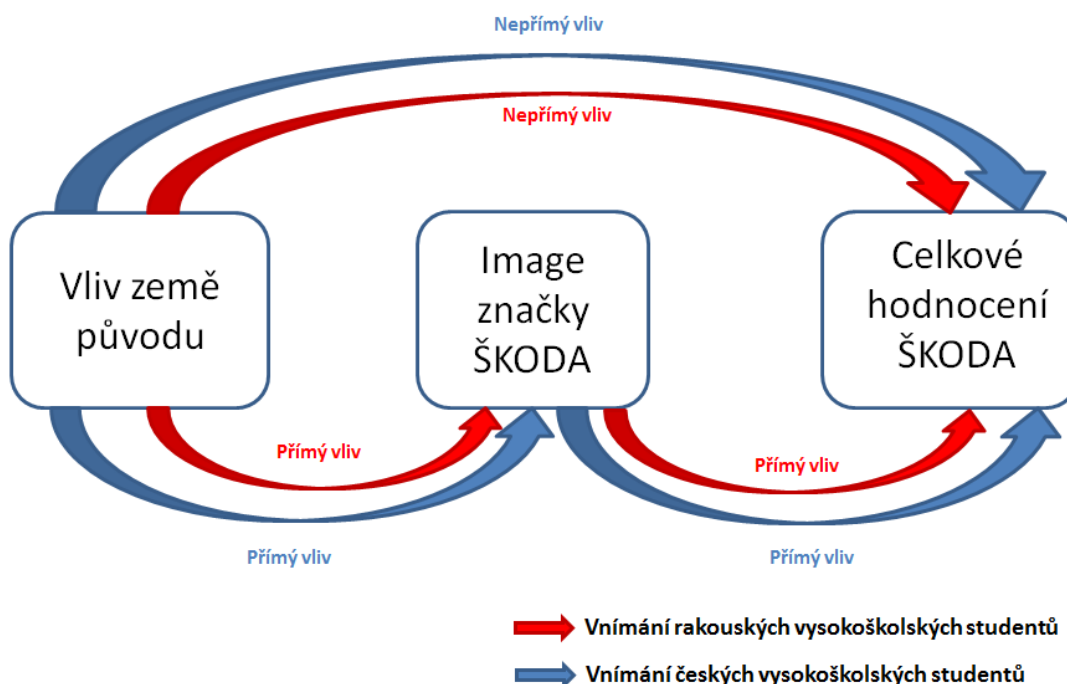 Nepřímý vliv
Nepřímý vliv
Vliv země
původu
Image
značky
ŠKODA
Celkové
hodnocení
ŠKODA
Přímý vliv
Přímý vliv
Přímý vliv
Přímý vliv
Vnímání rakouských vysokoškolských studentů
Vnímání českých vysokoškolských studentů